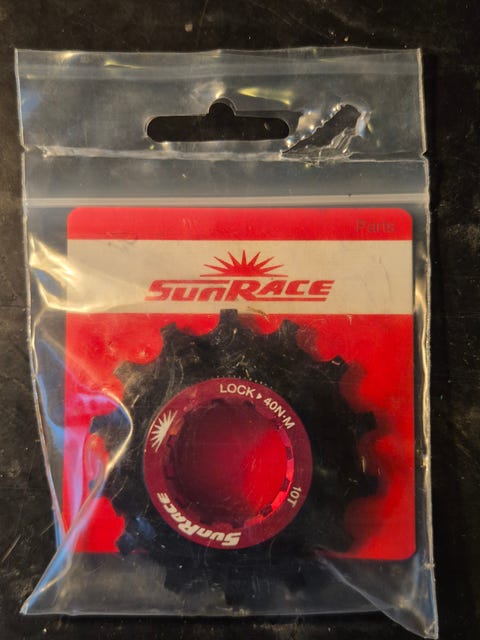 Parts
SUNRACE
LOCK ▸ 40N·M
10T
SUNRACE